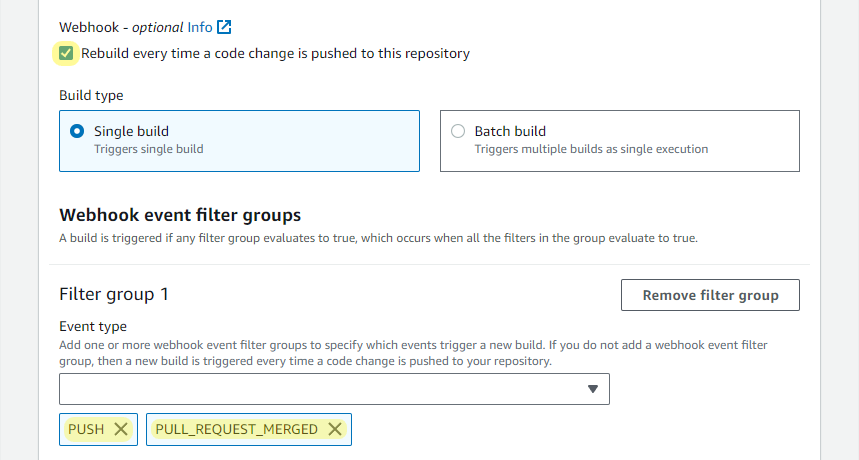 Webhook - optional Info
Rebuild every time a code change is pushed to this repository
Build type
Single build
Triggers single build
Batch build
Triggers multiple builds as single execution
Webhook event filter groups
A build is triggered if any filter group evaluates to true, which occurs when all the filters in the group evaluate to true.
Filter group 1
Remove filter group
Event type
Add one or more webhook event filter groups to specify which events trigger a new build. If you do not add a webhook event filter
group, then a new build is triggered every time a code change is pushed to your repository.
PUSH
PULL_REQUEST_MERGED